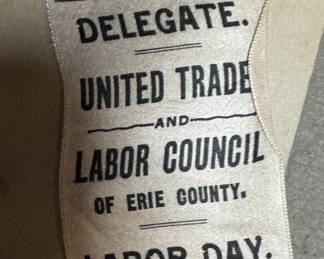 DELEGATE.
UNITED TRADE
AND
LABOR COUNCIL
OF ERIE COUNTY.
LABOR DAY.